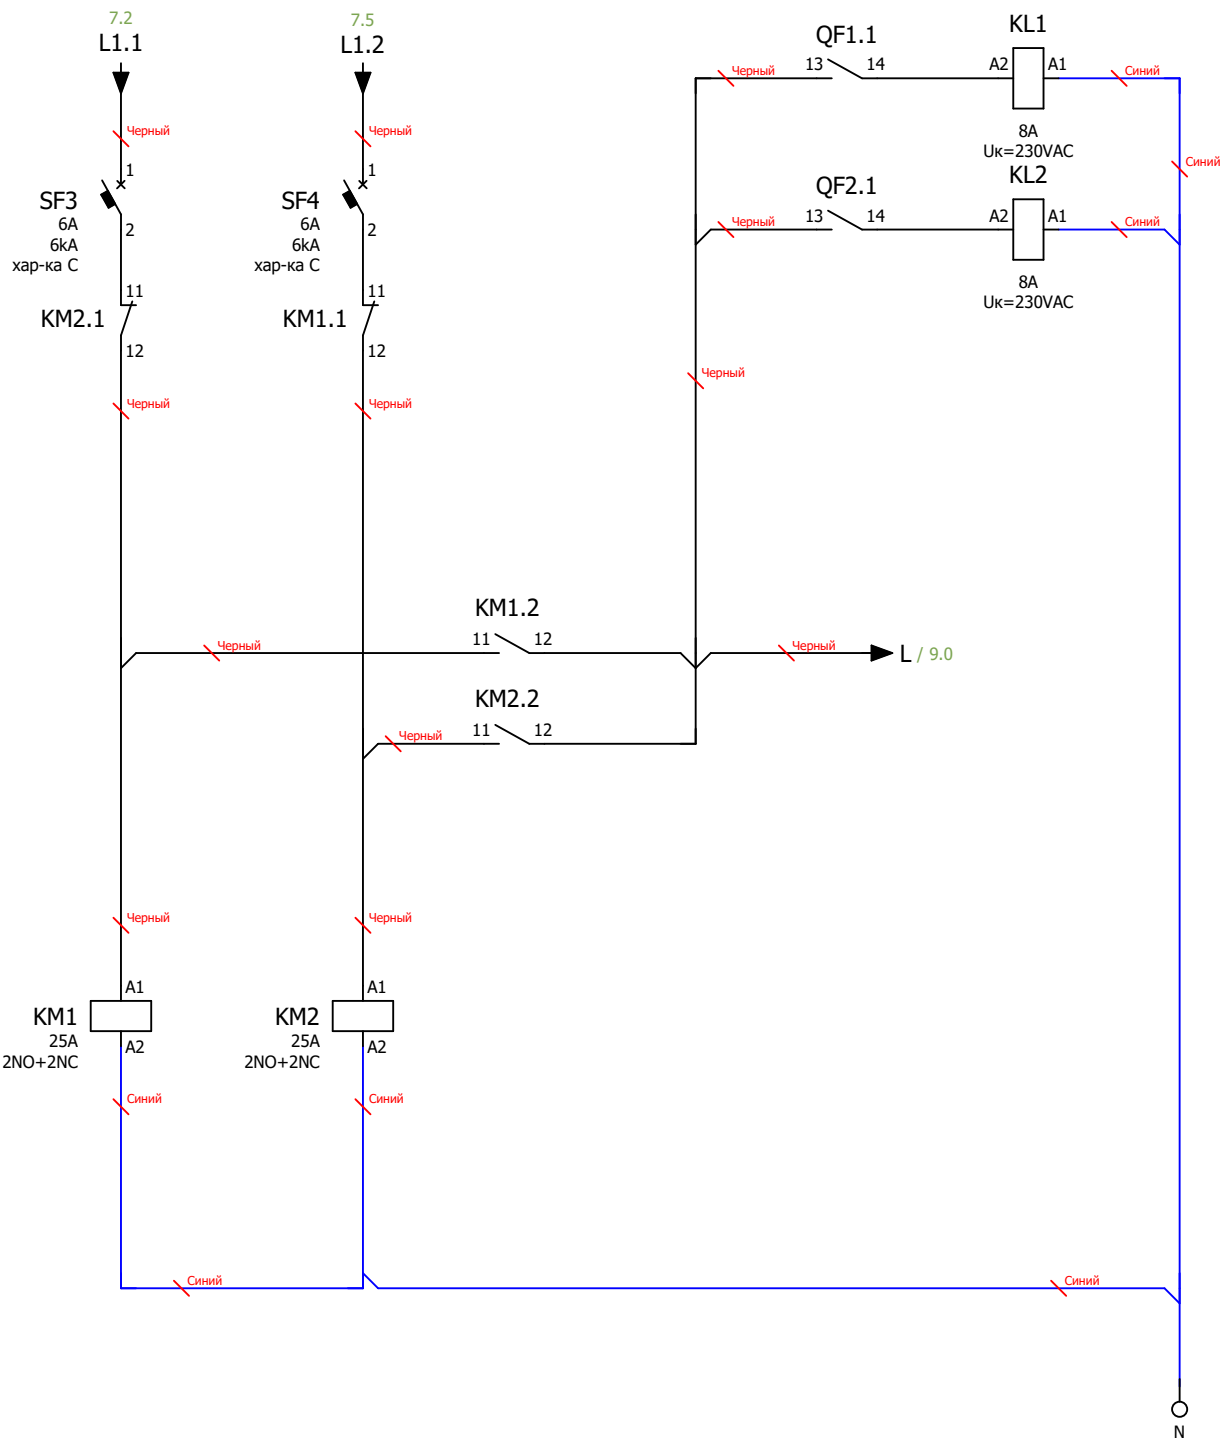 7.2
L1.1
7.5
L1.2
QF1.1
13
14
KL1
A2
A1
Черный
Синий
8A
Uк=230VAC
Черный
Черный
Синий
1
SF3
6A
6kA
хар-ка C
2
1
SF4
6A
6kA
хар-ка C
2
QF2.1
13
14
KL2
A2
A1
Черный
Синий
8A
Uк=230VAC
11
KM2.1
12
11
KM1.1
12
Черный
Черный
Черный
KM1.2
11
12
Черный
Черный
L / 9.0
KM2.2
11
12
Черный
Черный
Черный
A1
KM1
25A
2NO+2NC
A2
A1
KM2
25A
2NO+2NC
A2
Синий
Синий
Синий
Синий
N